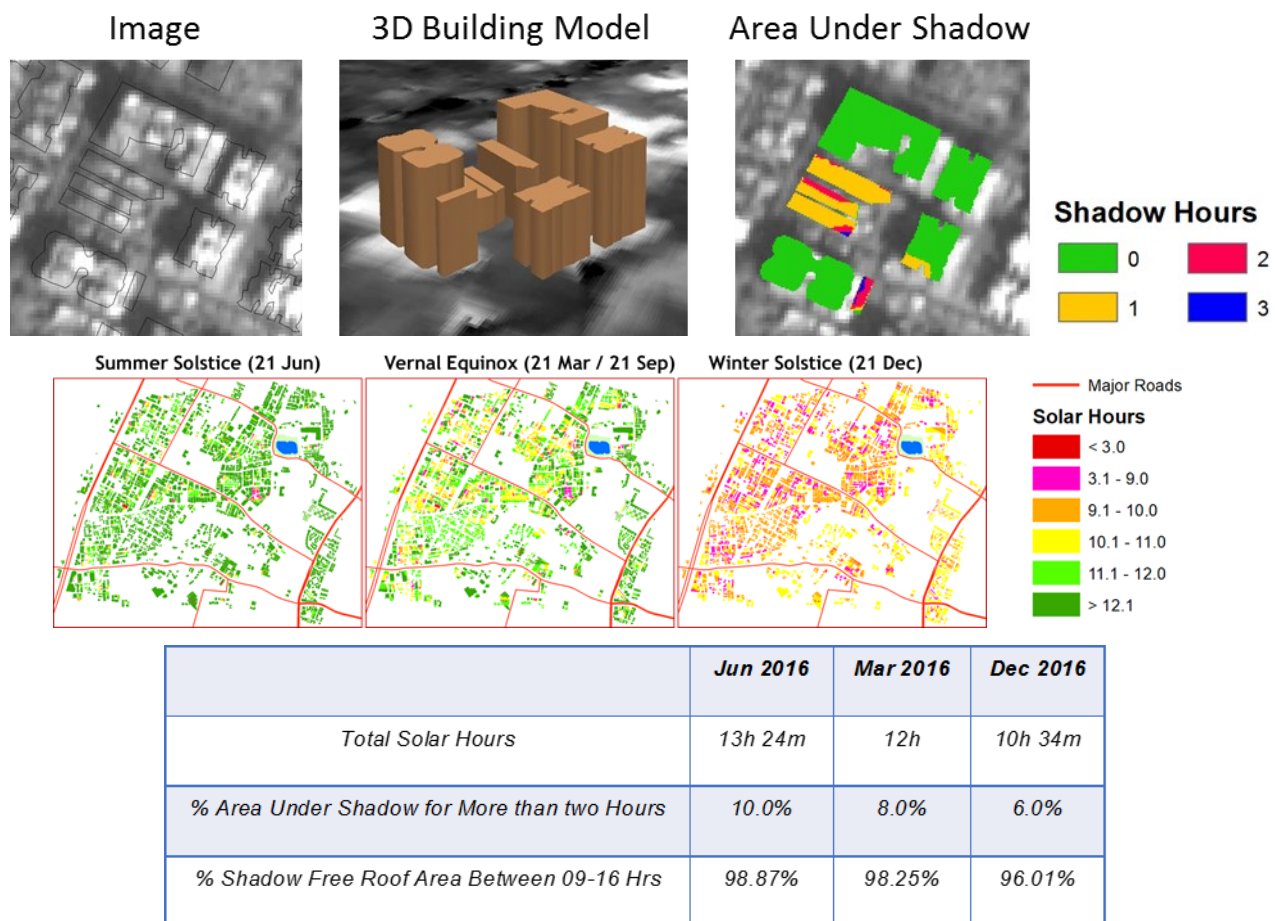 Image 3D Building Model Area Under Shadow
Shadow Hours
0 2
1 3
Summer Solstice (21 Jun) Vernal Equinox (21 Mar / 21 Sep) Winter Solstice (21 Dec)
Major Roads
Solar Hours
< 3.0
3.1 - 9.0
9.1 - 10.0
10.1 - 11.0
11.1 - 12.0
> 12.1
Jun 2016 Mar 2016 Dec 2016
Total Solar Hours 13h 24m 12h 10h 34m
% Area Under Shadow for More than two Hours 10.0% 8.0% 6.0%
% Shadow Free Roof Area Between 09-16 Hrs 98.87% 98.25% 96.01%